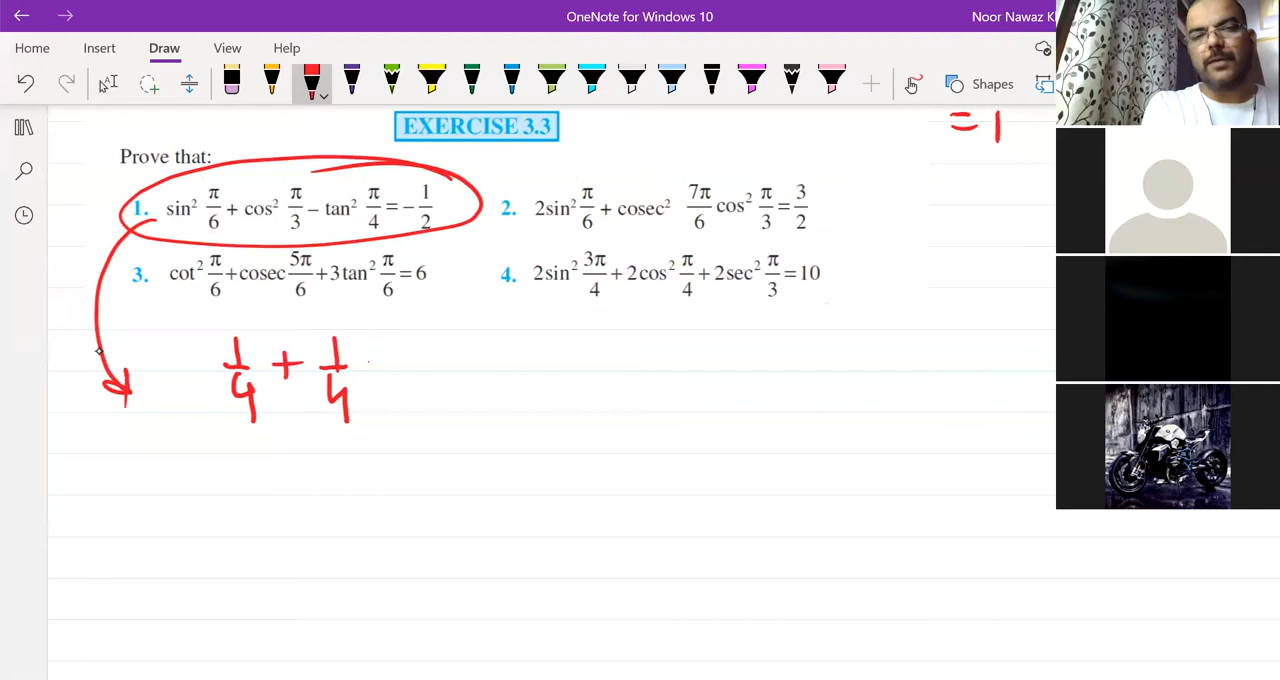 OneNote for Windows 10
Noor Nawaz K
Home Insert Draw View Help
Shapes
= 1
EXERCISE 3.3
Prove that:
1. sin² π/6 + cos² π/3 – tan² π/4 = – 1/2
2. 2sin² π/6 + cosec² 7π/6 cos² π/3 = 3/2
3. cot² π/6 + cosec 5π/6 + 3 tan² π/6 = 6
4. 2sin² 3π/4 + 2cos² π/4 + 2sec² π/3 = 10
1/4 + 1/4